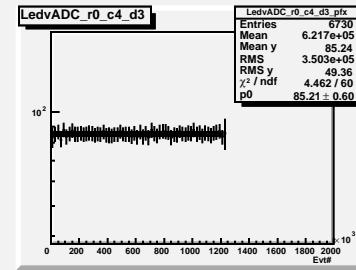 LedvADC_r0_c4_d3
LedvADC_r0_c4_d3_pfx
Entries 6730
Mean 6.217e+05
Mean y 85.24
RMS 3.503e+05
RMS y 49.36
χ² / ndf 4.462 / 60
p0 85.21 ± 0.60
10²
0 200 400 600 800 1000 1200 1400 1600 1800 2000
×10³
Evt#